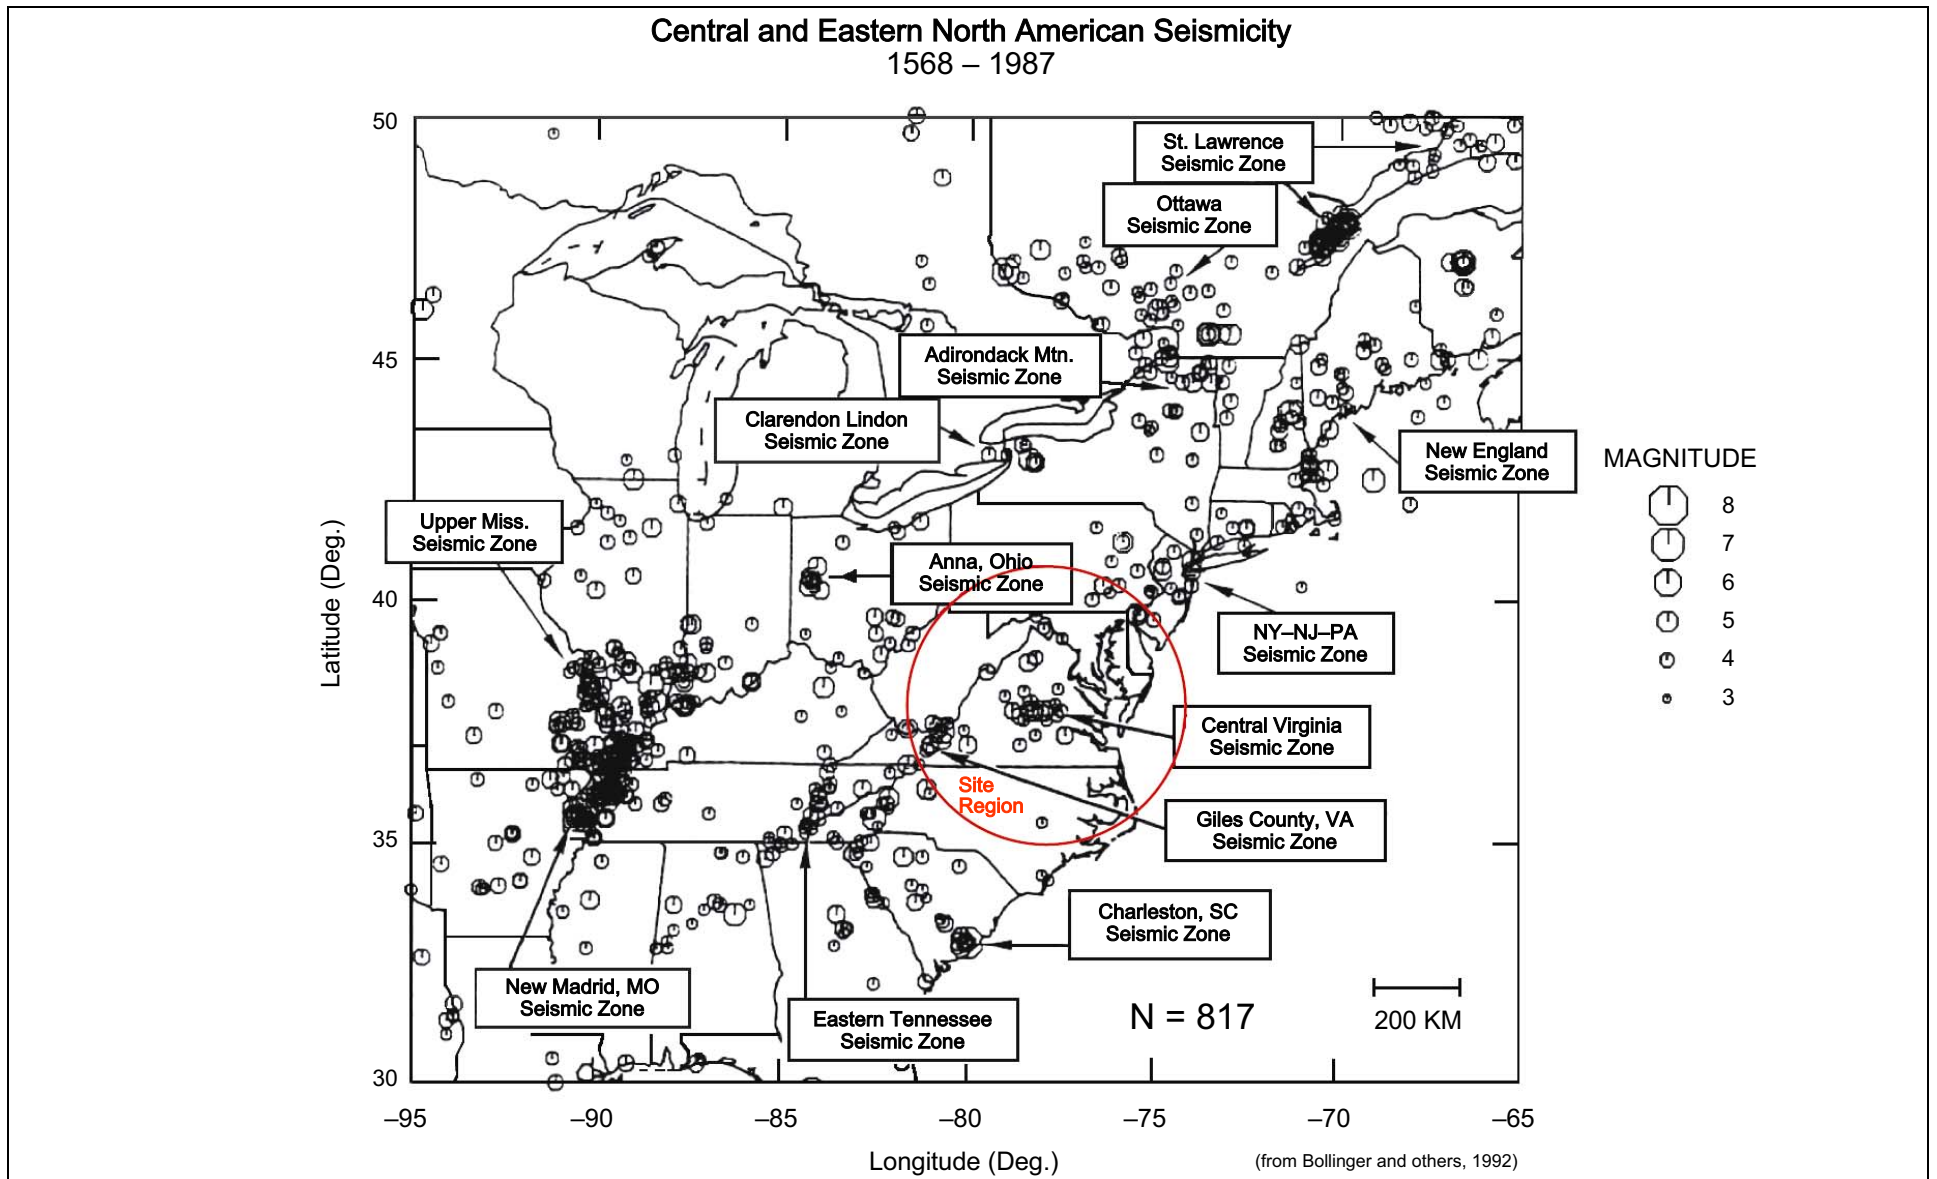 Central and Eastern North American Seismicity
1568 – 1987
50
45
40
35
30
Latitude (Deg.)
–95
–90
–85
–80
–75
–70
–65
Longitude (Deg.)
(from Bollinger and others, 1992)
St. Lawrence
Seismic Zone
Ottawa
Seismic Zone
Adirondack Mtn.
Seismic Zone
Clarendon Lindon
Seismic Zone
New England
Seismic Zone
Upper Miss.
Seismic Zone
Anna, Ohio
Seismic Zone
NY–NJ–PA
Seismic Zone
Central Virginia
Seismic Zone
Site
Region
Giles County, VA
Seismic Zone
Charleston, SC
Seismic Zone
New Madrid, MO
Seismic Zone
Eastern Tennessee
Seismic Zone
N = 817
200 KM
MAGNITUDE
8
7
6
5
4
3